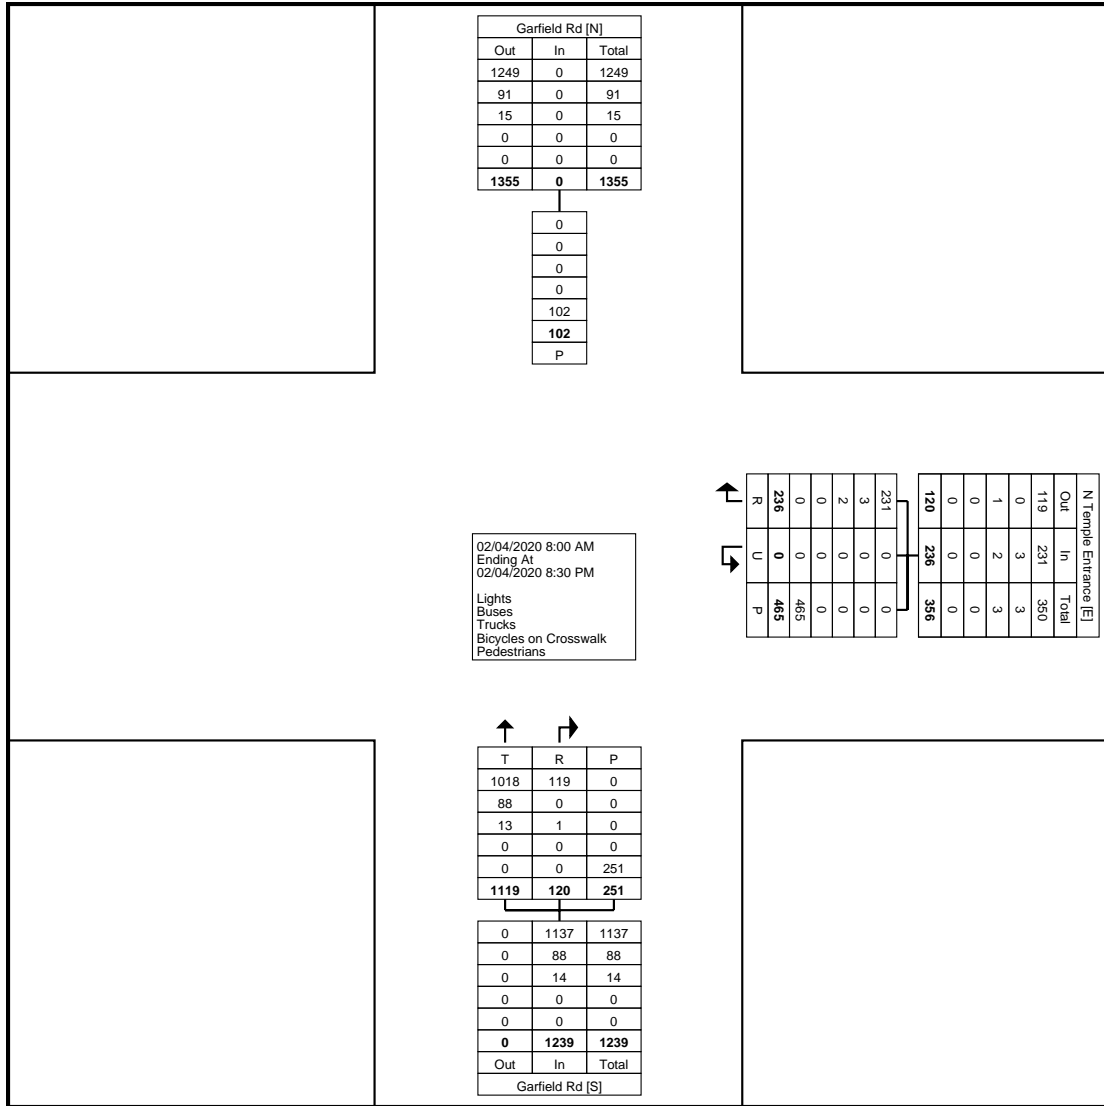 Garfield Rd [N]
Out In Total
1249 0 1249
91 0 91
15 0 15
0 0 0
0 0 0
1355 0 1355
0
0
0
0
102
102
P
N Temple Entrance [E]
Out In Total
119 231 350
0 3 3
1 2 3
0 0 0
0 0 0
120 236 356
231 0 0
3 0 0
2 0 0
0 0 0
0 0 465
236 0 465
R U P
02/04/2020 8:00 AM
Ending At
02/04/2020 8:30 PM
Lights
Buses
Trucks
Bicycles on Crosswalk
Pedestrians
T R P
1018 119 0
88 0 0
13 1 0
0 0 0
0 0 251
1119 120 251
0 1137 1137
0 88 88
0 14 14
0 0 0
0 0 0
0 1239 1239
Out In Total
Garfield Rd [S]